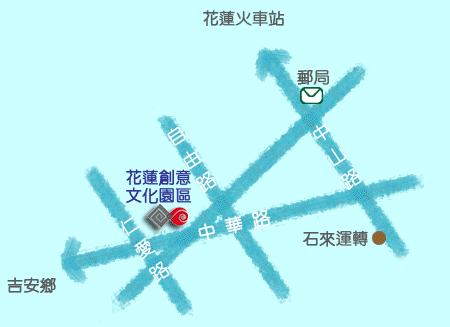 花蓮火車站
郵局
中山路
自由路
花蓮創意
文化園區
仁愛路
中華路
石來運轉
吉安鄉